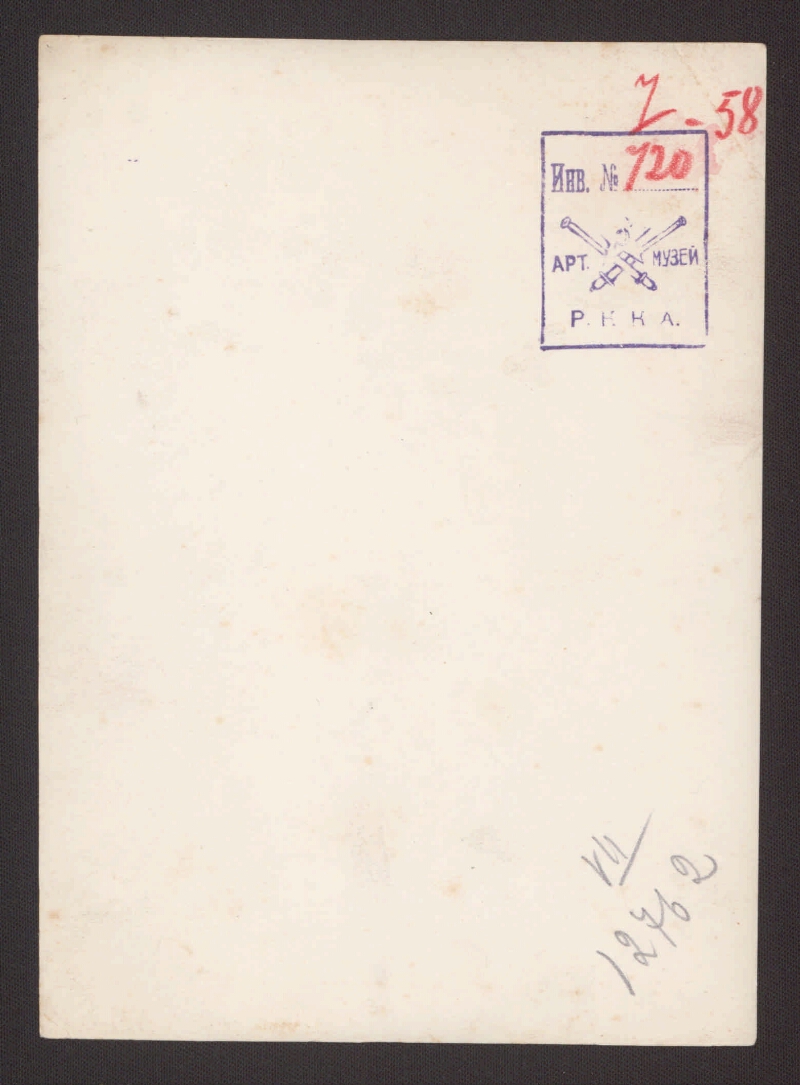 7-58
Инв. № 720
АРТ. МУЗЕЙ
Р. К К А.
VII
12762